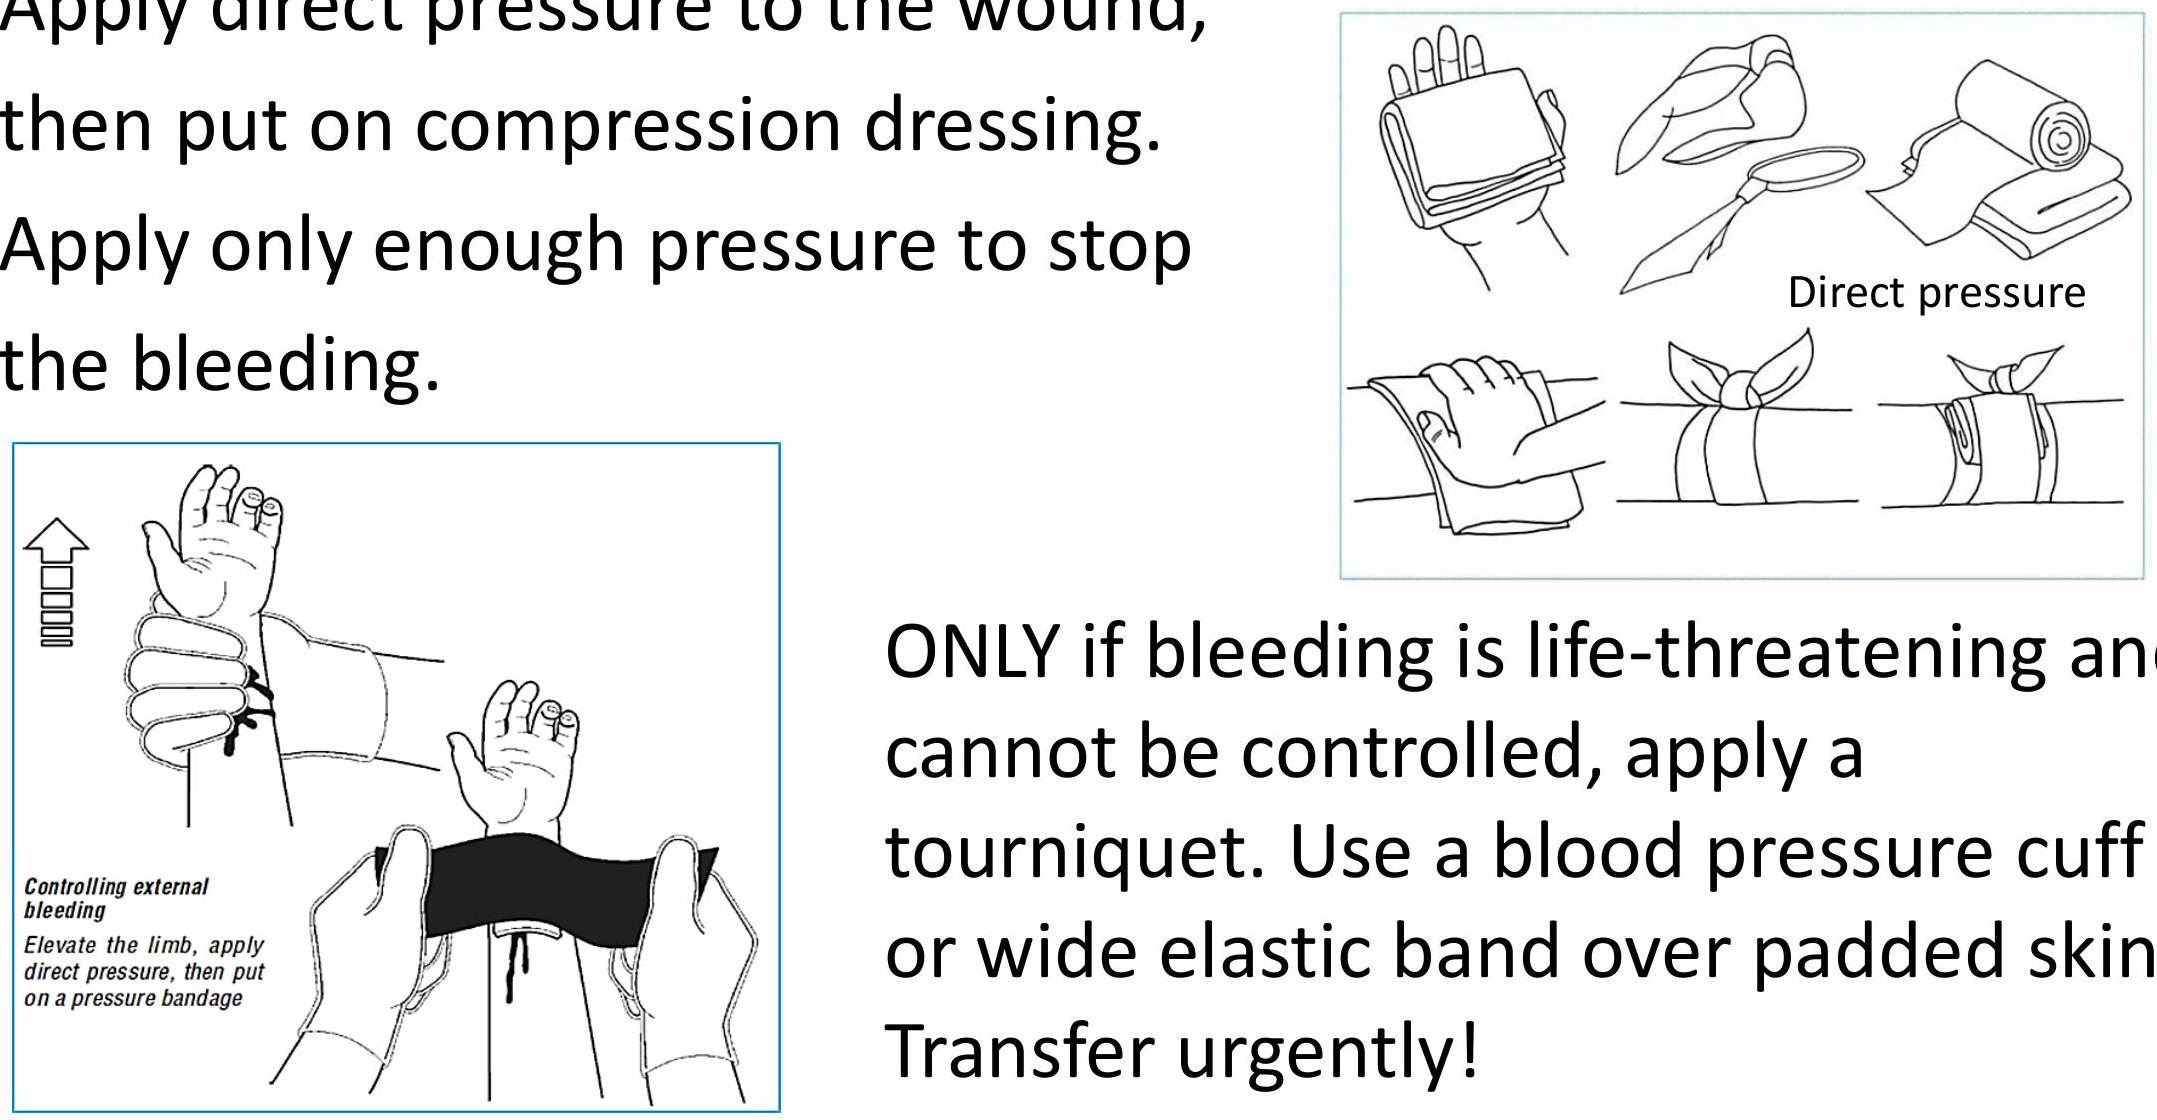 Apply direct pressure to the wound,
then put on compression dressing.
Apply only enough pressure to stop
the bleeding.
Direct pressure
Controlling external
bleeding
Elevate the limb, apply
direct pressure, then put
on a pressure bandage
ONLY if bleeding is life-threatening and
cannot be controlled, apply a
tourniquet. Use a blood pressure cuff
or wide elastic band over padded skin
Transfer urgently!